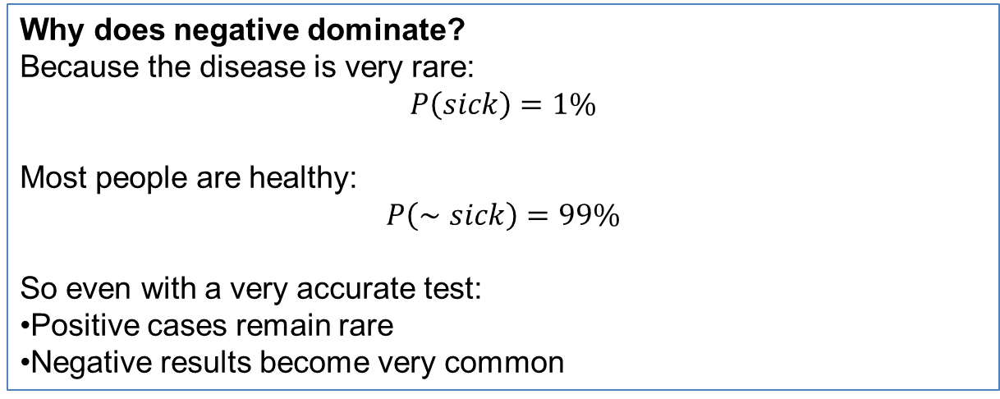 Why does negative dominate?
Because the disease is very rare:
P(sick) = 1%
Most people are healthy:
P(~ sick) = 99%
So even with a very accurate test:
•Positive cases remain rare
•Negative results become very common